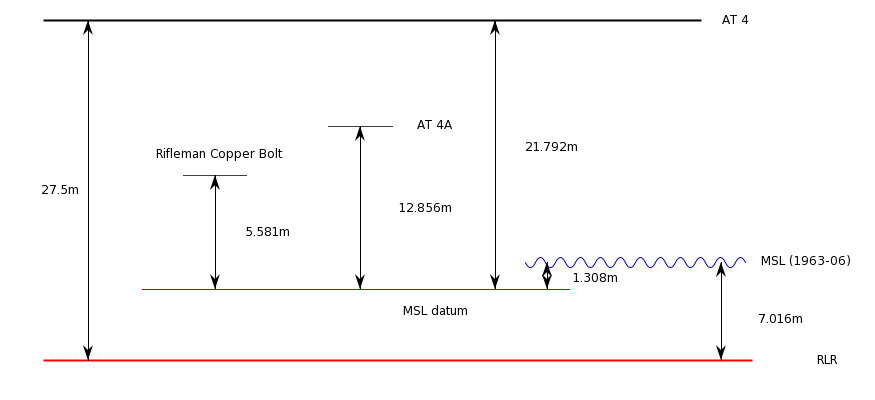 AT 4
AT 4A
Rifleman Copper Bolt
21.792m
27.5m
12.856m
5.581m
MSL (1963-06)
1.308m
MSL datum
7.016m
RLR